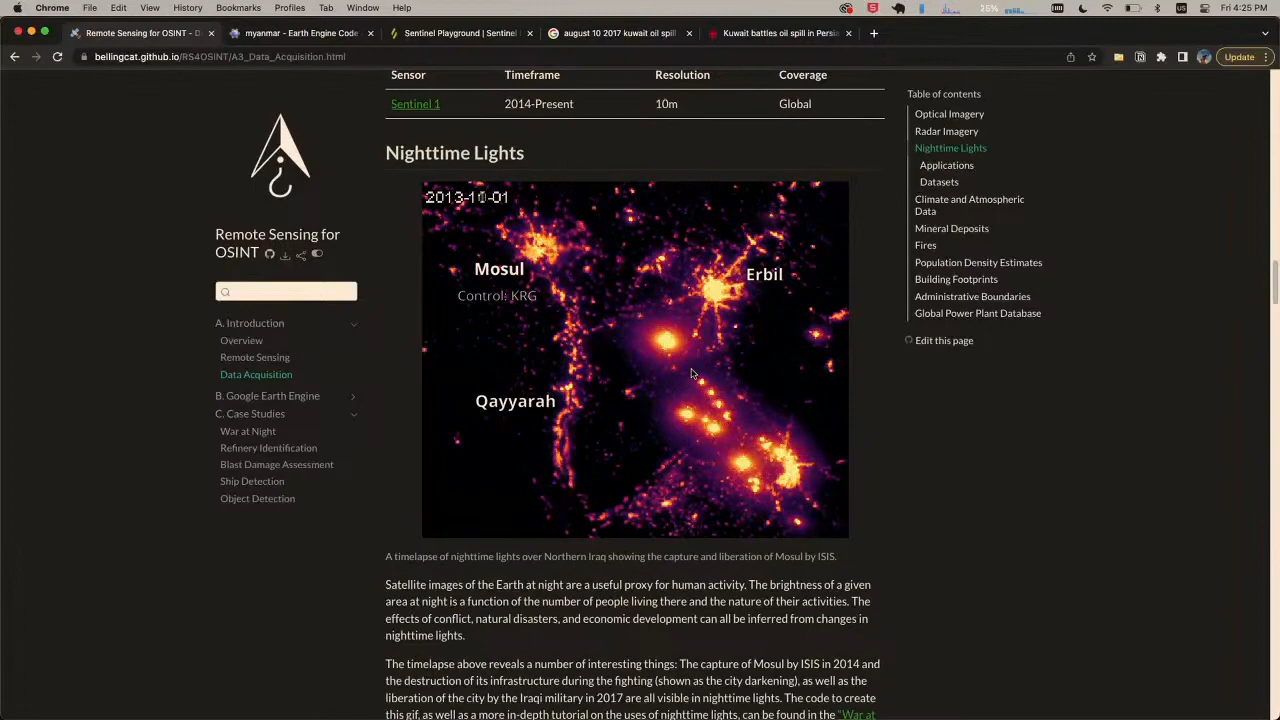 Chrome File Edit View History Bookmarks Profiles Tab Window Help 15% US Fri 4:25 PM
Remote Sensing for OSINT - D × myanmar - Earth Engine Code × Sentinel Playground | Sentinel × august 10 2017 kuwait oil spill × Kuwait battles oil spill in Persia × +
bellingcat.github.io/RS4OSINT/A3_Data_Acquisition.html Update
Remote Sensing for
OSINT
A. Introduction
Overview
Remote Sensing
Data Acquisition
B. Google Earth Engine
C. Case Studies
War at Night
Refinery Identification
Blast Damage Assessment
Ship Detection
Object Detection
Sensor Timeframe Resolution Coverage
Sentinel 1 2014-Present 10m Global
Nighttime Lights
2013-10-01
Mosul
Control: KRG
Erbil
Qayyarah
A timelapse of nighttime lights over Northern Iraq showing the capture and liberation of Mosul by ISIS.
Satellite images of the Earth at night are a useful proxy for human activity. The brightness of a given
area at night is a function of the number of people living there and the nature of their activities. The
effects of conflict, natural disasters, and economic development can all be inferred from changes in
nighttime lights.
The timelapse above reveals a number of interesting things: The capture of Mosul by ISIS in 2014 and
the destruction of its infrastructure during the fighting (shown as the city darkening), as well as the
liberation of the city by the Iraqi military in 2017 are all visible in nighttime lights. The code to create
this gif, as well as a more in-depth tutorial on the uses of nighttime lights, can be found in the "War at
Table of contents
Optical Imagery
Radar Imagery
Nighttime Lights
Applications
Datasets
Climate and Atmospheric
Data
Mineral Deposits
Fires
Population Density Estimates
Building Footprints
Administrative Boundaries
Global Power Plant Database
Edit this page